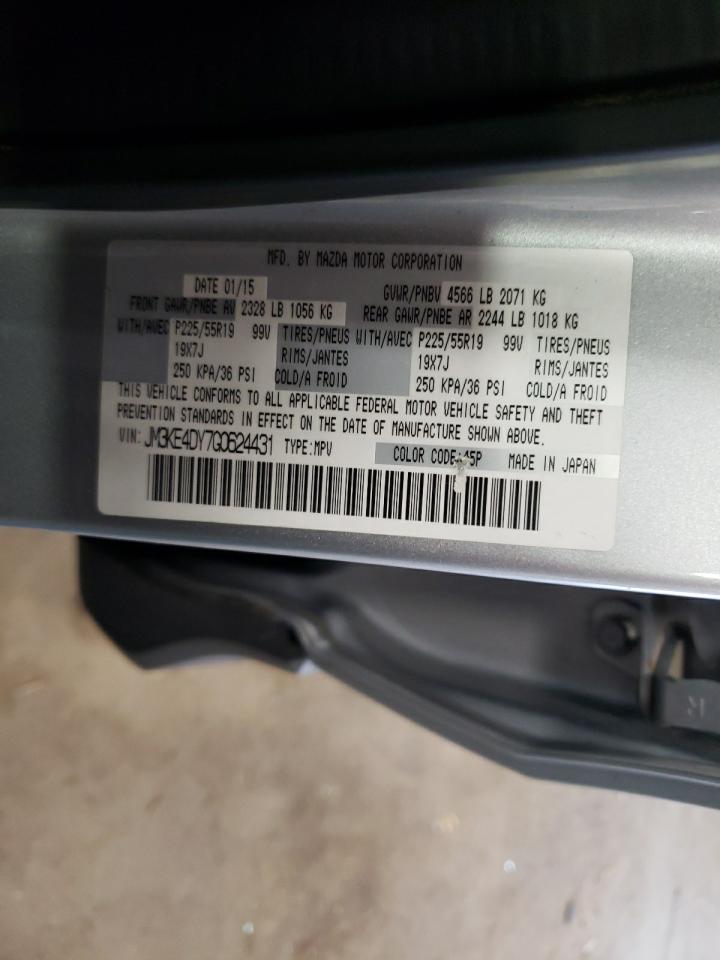 MFD. BY MAZDA MOTOR CORPORATION
DATE 01/15 GVWR/PNBV 4566 LB 2071 KG
FRONT GAWR/PNBE AV 2328 LB 1056 KG REAR GAWR/PNBE AR 2244 LB 1018 KG
WITH/AVEC P225/55R19 99V TIRES/PNEUS WITH/AVEC P225/55R19 99V TIRES/PNEUS
19X7J RIMS/JANTES 19X7J RIMS/JANTES
250 KPA/36 PSI COLD/A FROID 250 KPA/36 PSI COLD/A FROID
THIS VEHICLE CONFORMS TO ALL APPLICABLE FEDERAL MOTOR VEHICLE SAFETY AND THEFT
PREVENTION STANDARDS IN EFFECT ON THE DATE OF MANUFACTURE SHOWN ABOVE.
VIN: JM3KE4DY7G0624431 TYPE:MPV COLOR CODE:45P MADE IN JAPAN